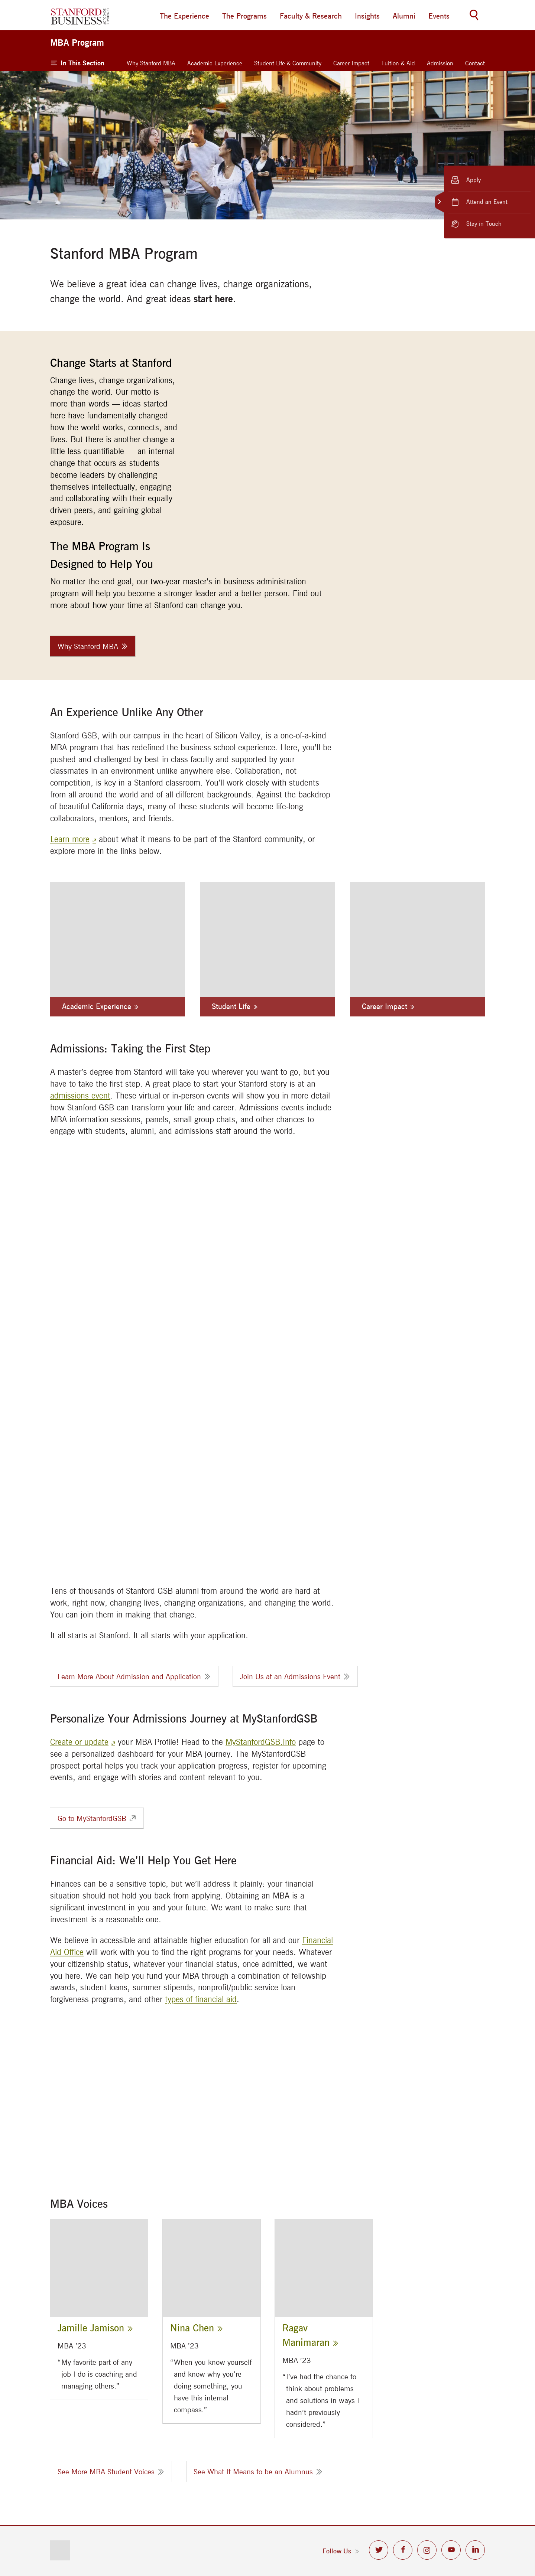 STANFORD
BUSINESS
The Experience The Programs Faculty & Research Insights Alumni Events
MBA Program
In This Section Why Stanford MBA Academic Experience Student Life & Community Career Impact Tuition & Aid Admission Contact
Apply
Attend an Event
Stay in Touch
Stanford MBA Program
We believe a great idea can change lives, change organizations,
change the world. And great ideas start here.
Change Starts at Stanford
Change lives, change organizations,
change the world. Our motto is
more than words — ideas started
here have fundamentally changed
how the world works, connects, and
lives. But there is another change a
little less quantifiable — an internal
change that occurs as students
become leaders by challenging
themselves intellectually, engaging
and collaborating with their equally
driven peers, and gaining global
exposure.
The MBA Program Is
Designed to Help You
No matter the end goal, our two-year master's in business administration
program will help you become a stronger leader and a better person. Find out
more about how your time at Stanford can change you.
Why Stanford MBA
An Experience Unlike Any Other
Stanford GSB, with our campus in the heart of Silicon Valley, is a one-of-a-kind
MBA program that has redefined the business school experience. Here, you'll be
pushed and challenged by best-in-class faculty and supported by your
classmates in an environment unlike anywhere else. Collaboration, not
competition, is key in a Stanford classroom. You'll work closely with students
from all around the world and of all different backgrounds. Against the backdrop
of beautiful California days, many of these students will become life-long
collaborators, mentors, and friends.
Learn more about what it means to be part of the Stanford community, or
explore more in the links below.
Academic Experience Student Life Career Impact
Admissions: Taking the First Step
A master's degree from Stanford will take you wherever you want to go, but you
have to take the first step. A great place to start your Stanford story is at an
admissions event. These virtual or in-person events will show you in more detail
how Stanford GSB can transform your life and career. Admissions events include
MBA information sessions, panels, small group chats, and other chances to
engage with students, alumni, and admissions staff around the world.
Tens of thousands of Stanford GSB alumni from around the world are hard at
work, right now, changing lives, changing organizations, and changing the world.
You can join them in making that change.
It all starts at Stanford. It all starts with your application.
Learn More About Admission and Application Join Us at an Admissions Event
Personalize Your Admissions Journey at MyStanfordGSB
Create or update your MBA Profile! Head to the MyStanfordGSB.Info page to
see a personalized dashboard for your MBA journey. The MyStanfordGSB
prospect portal helps you track your application progress, register for upcoming
events, and engage with stories and content relevant to you.
Go to MyStanfordGSB
Financial Aid: We'll Help You Get Here
Finances can be a sensitive topic, but we'll address it plainly: your financial
situation should not hold you back from applying. Obtaining an MBA is a
significant investment in you and your future. We want to make sure that
investment is a reasonable one.
We believe in accessible and attainable higher education for all and our Financial
Aid Office will work with you to find the right programs for your needs. Whatever
your citizenship status, whatever your financial status, once admitted, we want
you here. We can help you fund your MBA through a combination of fellowship
awards, student loans, summer stipends, nonprofit/public service loan
forgiveness programs, and other types of financial aid.
MBA Voices
Jamille Jamison
MBA '23
“My favorite part of any
job I do is coaching and
managing others.”
Nina Chen
MBA '23
“When you know yourself
and know why you're
doing something, you
have this internal
compass.”
Ragav
Manimaran
MBA '23
“I've had the chance to
think about problems
and solutions in ways I
hadn't previously
considered.”
See More MBA Student Voices See What It Means to be an Alumnus
Follow Us